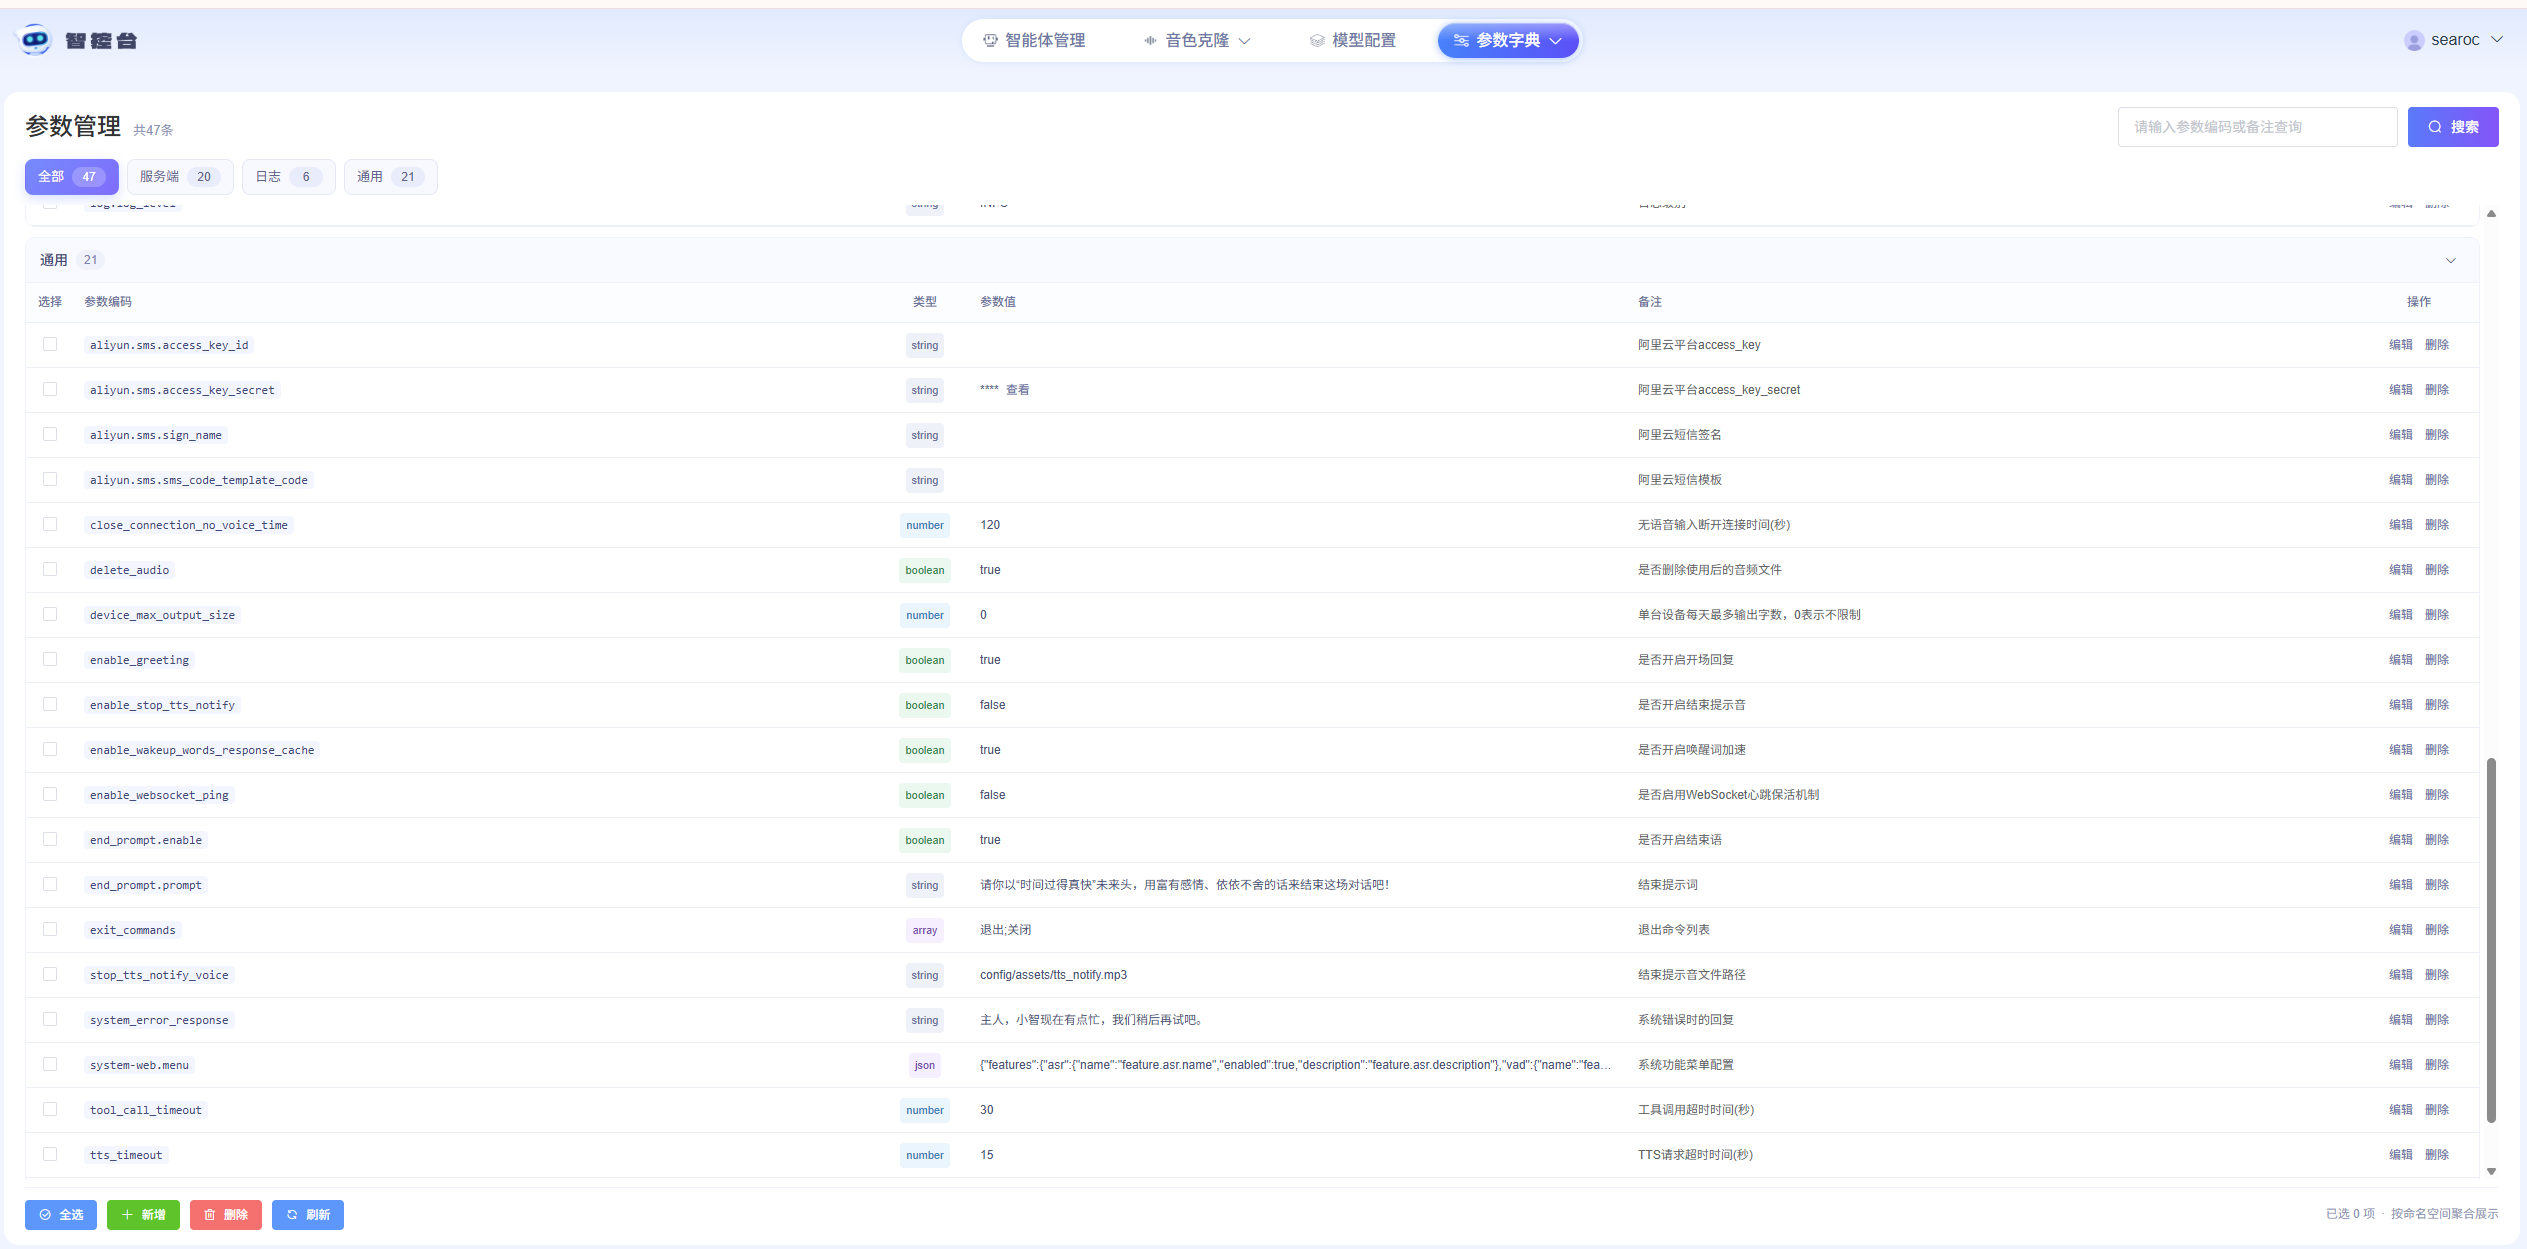 智控台
智能体管理 音色克隆 模型配置 参数字典
searoc
参数管理 共47条
请输入参数编码或备注查询 搜索
全部 47 服务端 20 日志 6 通用 21
log.log_level string INFO 日志级别 编辑 删除
通用 21
选择 参数编码 类型 参数值 备注 操作
aliyun.sms.access_key_id string 阿里云平台access_key 编辑 删除
aliyun.sms.access_key_secret string **** 查看 阿里云平台access_key_secret 编辑 删除
aliyun.sms.sign_name string 阿里云短信签名 编辑 删除
aliyun.sms.sms_code_template_code string 阿里云短信模板 编辑 删除
close_connection_no_voice_time number 120 无语音输入断开连接时间(秒) 编辑 删除
delete_audio boolean true 是否删除使用后的音频文件 编辑 删除
device_max_output_size number 0 单台设备每天最多输出字数，0表示不限制 编辑 删除
enable_greeting boolean true 是否开启开场回复 编辑 删除
enable_stop_tts_notify boolean false 是否开启结束提示音 编辑 删除
enable_wakeup_words_response_cache boolean true 是否开启唤醒词加速 编辑 删除
enable_websocket_ping boolean false 是否启用WebSocket心跳保活机制 编辑 删除
end_prompt.enable boolean true 是否开启结束语 编辑 删除
end_prompt.prompt string 请你以“时间过得真快”未来头，用富有感情、依依不舍的话来结束这场对话吧！ 结束提示词 编辑 删除
exit_commands array 退出;关闭 退出命令列表 编辑 删除
stop_tts_notify_voice string config/assets/tts_notify.mp3 结束提示音文件路径 编辑 删除
system_error_response string 主人，小智现在有点忙，我们稍后再试吧。 系统错误时的回复 编辑 删除
system-web.menu json {"features":{"asr":{"name":"feature.asr.name","enabled":true,"description":"feature.asr.description"},"vad":{"name":"fea... 系统功能菜单配置 编辑 删除
tool_call_timeout number 30 工具调用超时时间(秒) 编辑 删除
tts_timeout number 15 TTS请求超时时间(秒) 编辑 删除
全选 新增 删除 刷新 已选 0 项 · 按命名空间聚合展示